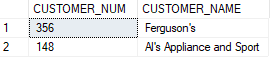 CUSTOMER_NUM CUSTOMER_NAME
1 356 Ferguson's
2 148 Al's Appliance and Sport